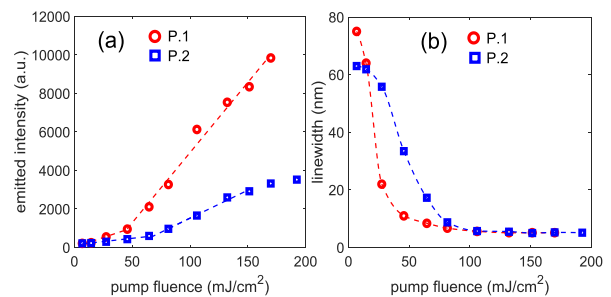 (a)
P.1
P.2
emitted intensity (a.u.)
12000
10000
8000
6000
4000
2000
0
0 50 100 150 200
pump fluence (mJ/cm²)
(b)
P.1
P.2
linewidth (nm)
80
60
40
20
0
0 50 100 150 200
pump fluence (mJ/cm²)